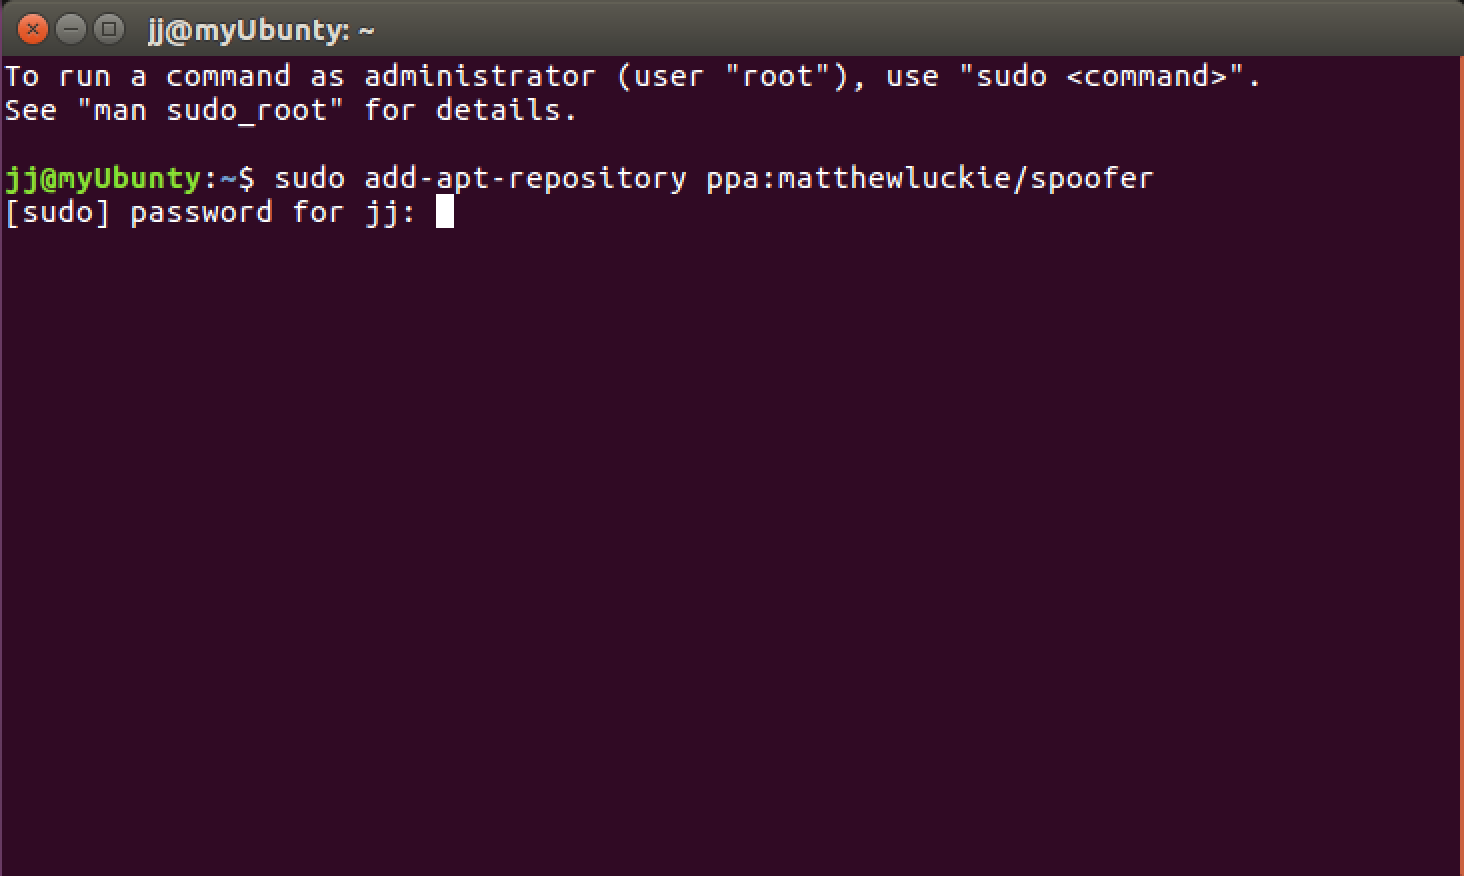 jj@myUbunty: ~
To run a command as administrator (user "root"), use "sudo <command>".
See "man sudo_root" for details.
jj@myUbunty:~$ sudo add-apt-repository ppa:matthewluckie/spoofer
[sudo] password for jj: